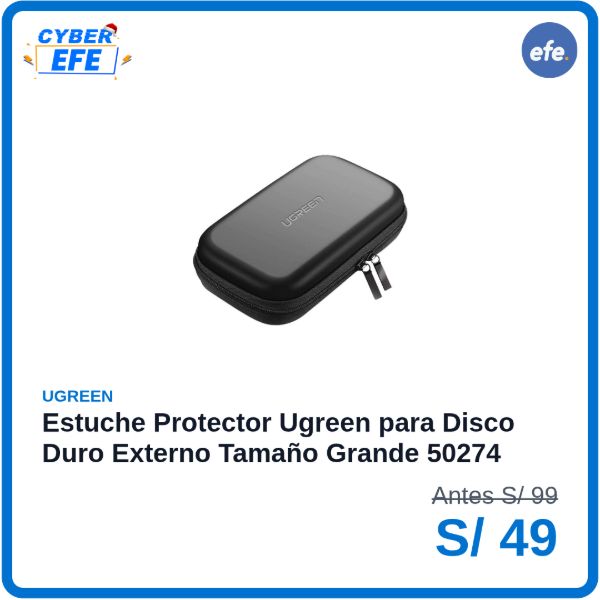 CYBER
EFE
efe.
UGREEN
UGREEN
Estuche Protector Ugreen para Disco
Duro Externo Tamaño Grande 50274
Antes S/ 99
S/ 49